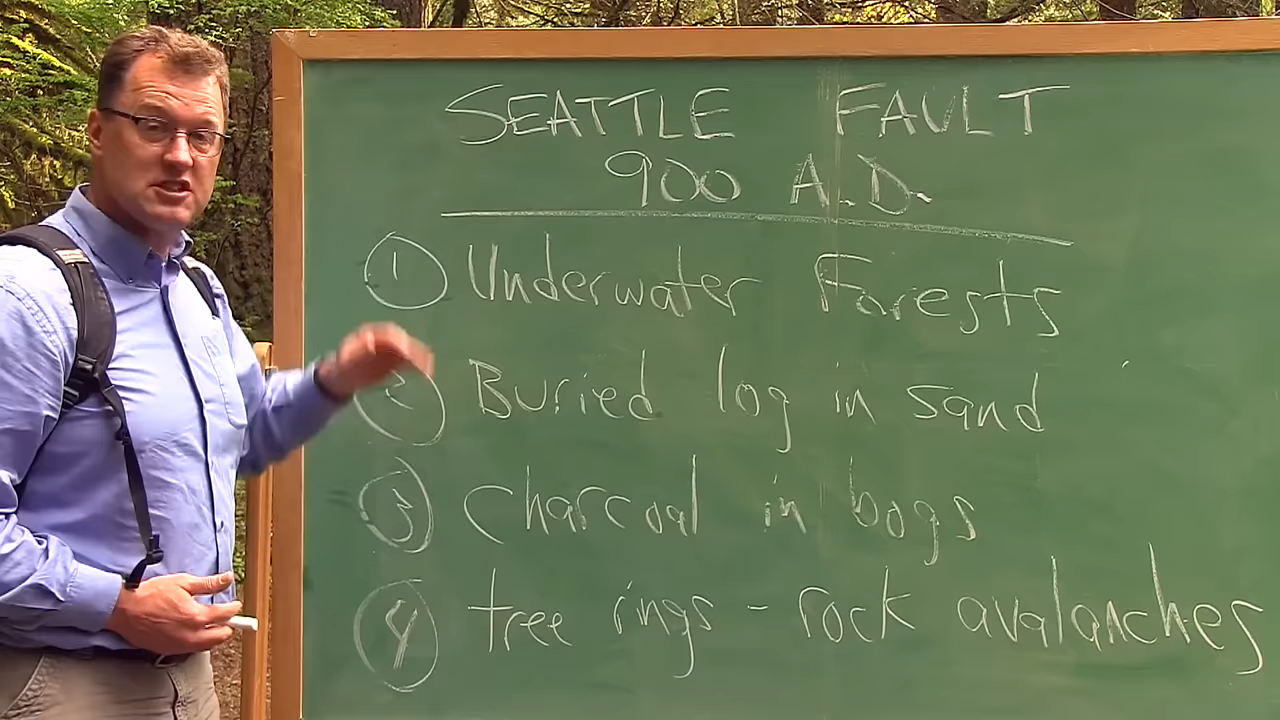 SEATTLE FAULT
900 A.D.
1 Underwater Forests
2 Buried log in sand
3 Charcoal in bogs
4 tree rings - rock avalanches